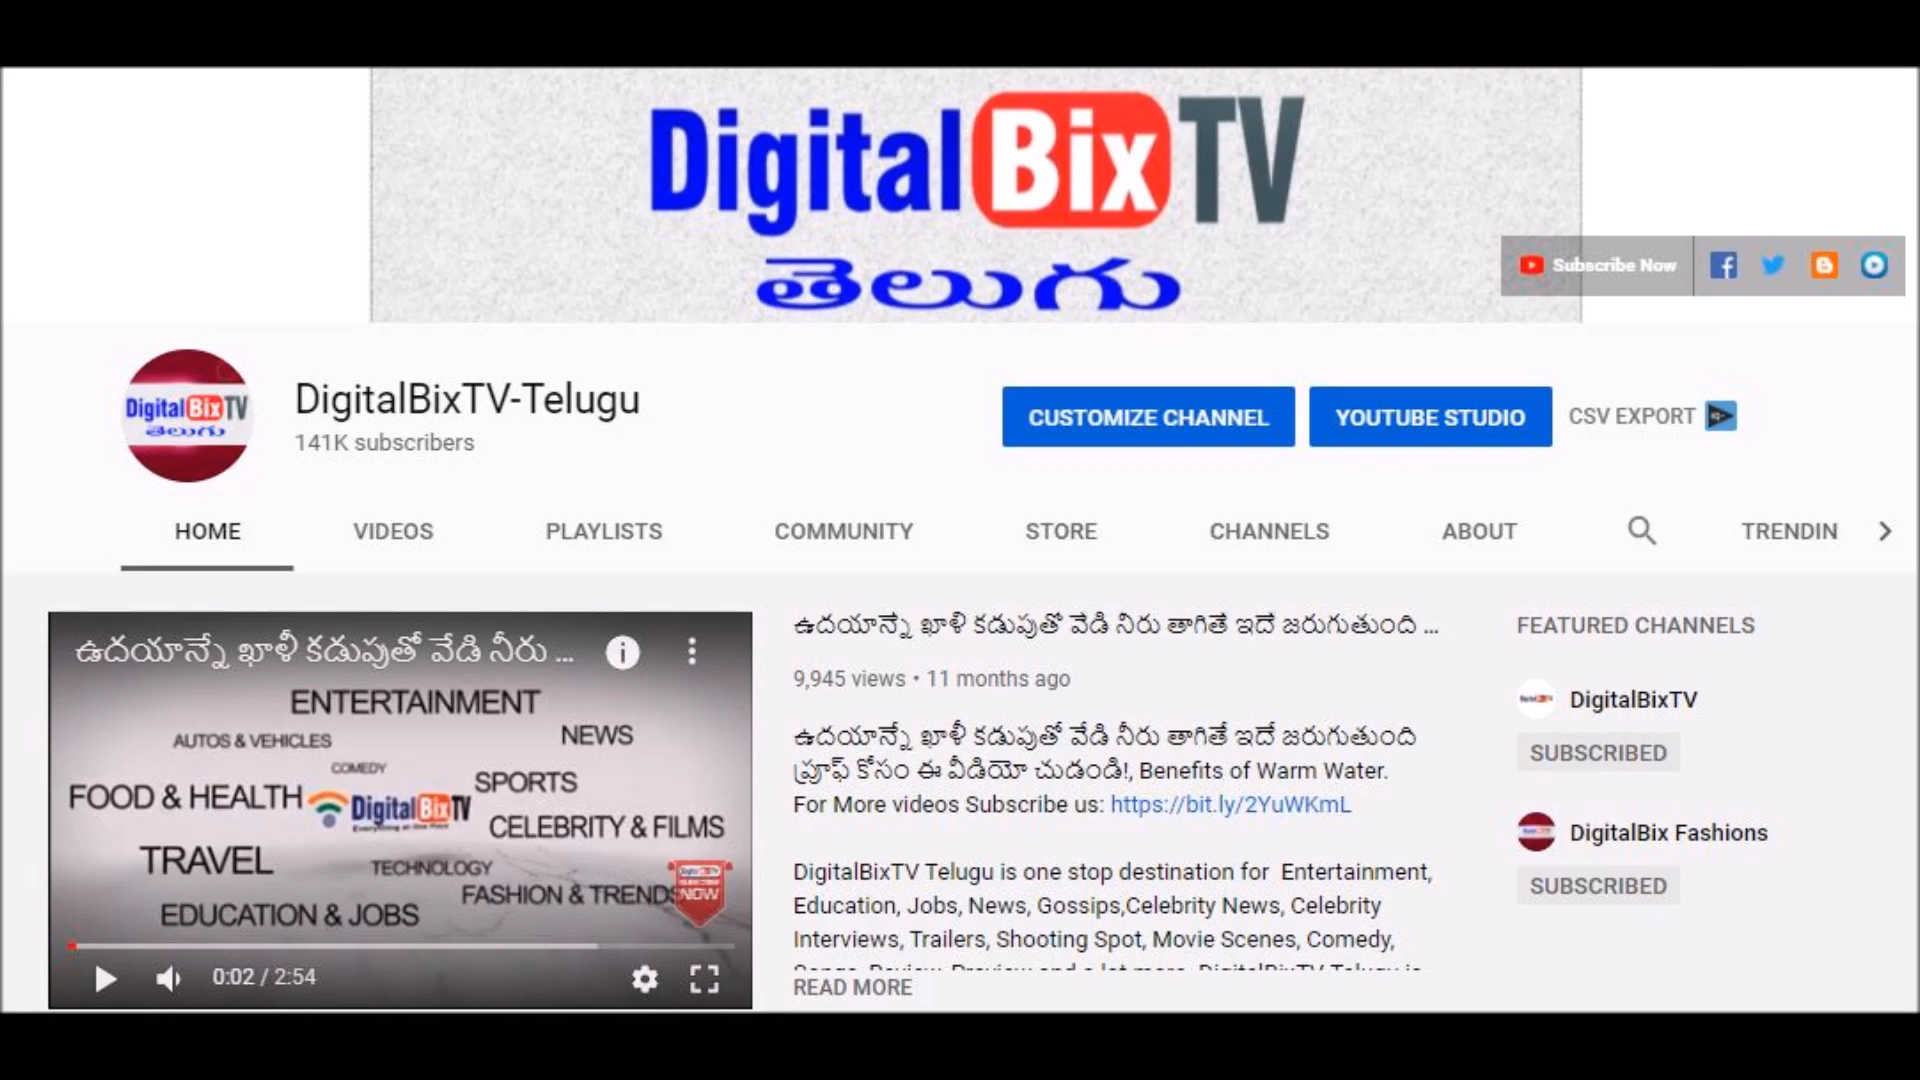 DigitalBixTV
తెలుగు
Subscribe Now
DigitalBixTV
తెలుగు
DigitalBixTV-Telugu
141K subscribers
CUSTOMIZE CHANNEL
YOUTUBE STUDIO
CSV EXPORT
HOME
VIDEOS
PLAYLISTS
COMMUNITY
STORE
CHANNELS
ABOUT
TRENDIN
ఉదయాన్నే ఖాళీ కడుపుతో వేడి నీరు ...
ENTERTAINMENT
AUTOS & VEHICLES
NEWS
COMEDY
FOOD & HEALTH
DigitalBixTV
SPORTS
CELEBRITY & FILMS
TRAVEL
TECHNOLOGY
FASHION & TRENDS
NOW
EDUCATION & JOBS
0:02 / 2:54
ఉదయాన్నే ఖాళీ కడుపుతో వేడి నీరు తాగితే ఇదే జరుగుతుంది ...
9,945 views • 11 months ago
ఉదయాన్నే ఖాళీ కడుపుతో వేడి నీరు తాగితే ఇదే జరుగుతుంది
ప్రూఫ్ కోసం ఈ వీడియో చుడండి!, Benefits of Warm Water.
For More videos Subscribe us: https://bit.ly/2YuWKmL
DigitalBixTV Telugu is one stop destination for Entertainment,
Education, Jobs, News, Gossips,Celebrity News, Celebrity
Interviews, Trailers, Shooting Spot, Movie Scenes, Comedy,
READ MORE
FEATURED CHANNELS
DigitalBixTV
SUBSCRIBED
DigitalBix Fashions
SUBSCRIBED